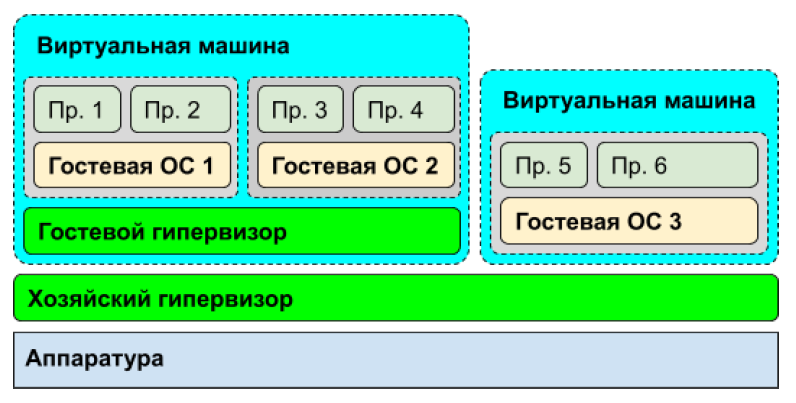 Виртуальная машина
Пр. 1 Пр. 2 Пр. 3 Пр. 4
Гостевая ОС 1 Гостевая ОС 2
Гостевой гипервизор
Виртуальная машина
Пр. 5 Пр. 6
Гостевая ОС 3
Хозяйский гипервизор
Аппаратура